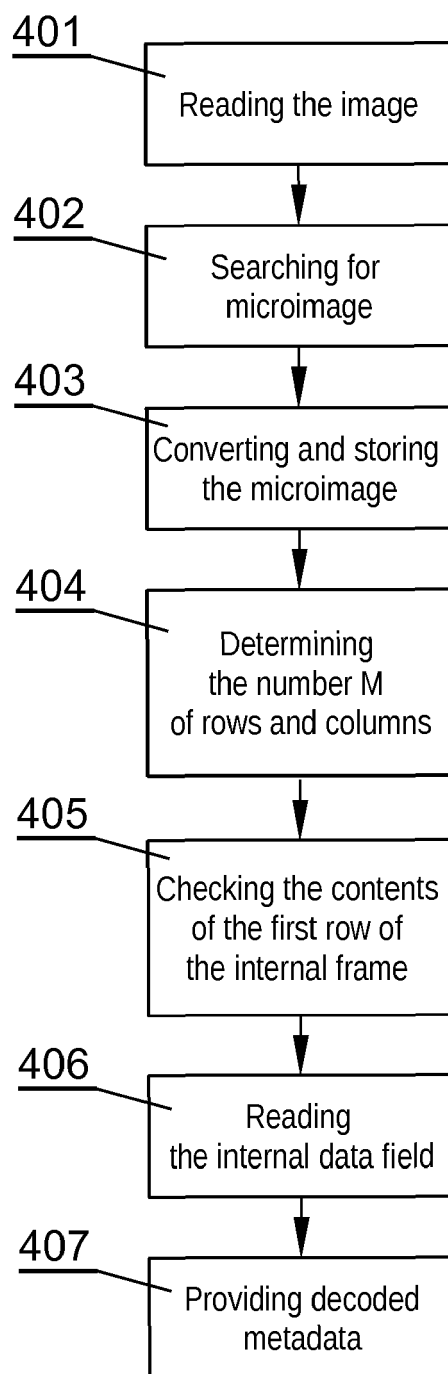 401
Reading the image
402
Searching for
microimage
403
Converting and storing
the microimage
404
Determining
the number M
of rows and columns
405
Checking the contents
of the first row of
the internal frame
406
Reading
the internal data field
407
Providing decoded
metadata